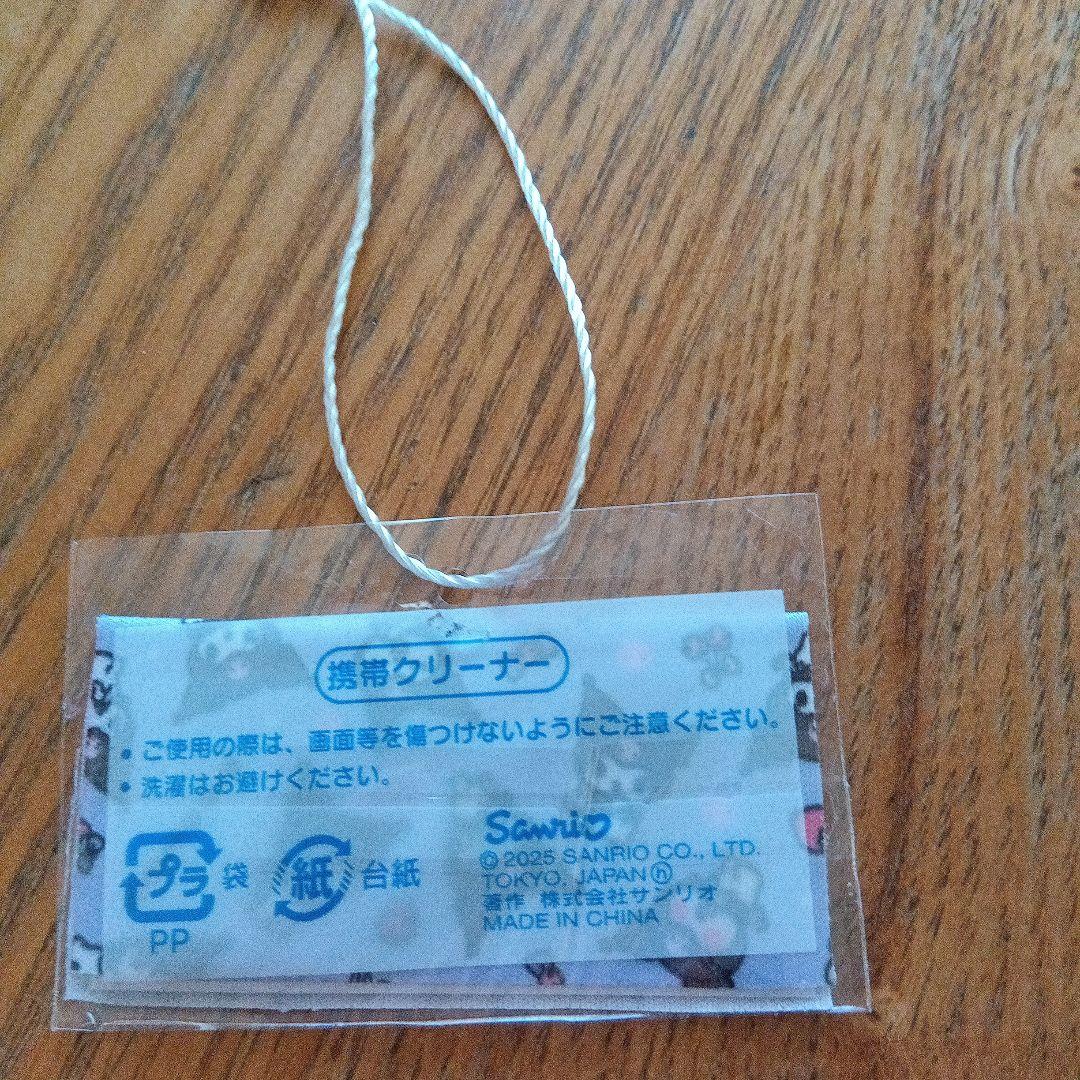 携帯クリーナー
• ご使用の際は、画面等を傷つけないようにご注意ください。
• 洗濯はお避けください。
プラ 袋
PP
紙 台紙
Sanrio
© 2025 SANRIO CO., LTD.
TOKYO, JAPAN ⓗ
著作 株式会社サンリオ
MADE IN CHINA